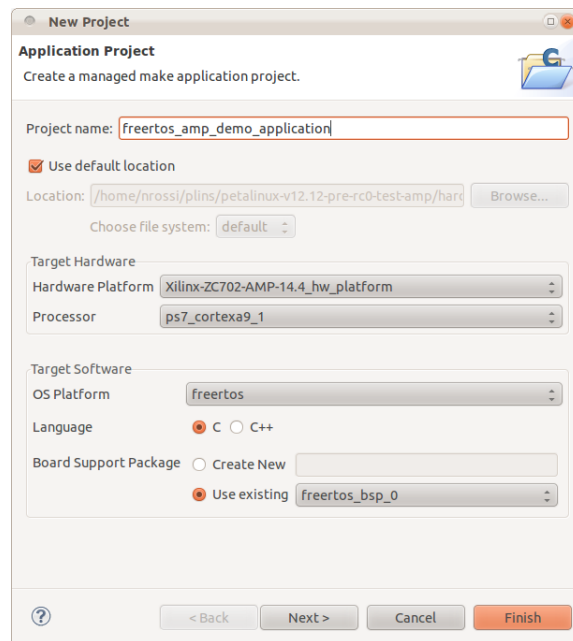 New Project
Application Project
Create a managed make application project.
Project name: freertos_amp_demo_application
Use default location
Location: /home/nrossi/plins/petalinux-v12.12-pre-rc0-test-amp/hard Browse...
Choose file system: default
Target Hardware
Hardware Platform Xilinx-ZC702-AMP-14.4_hw_platform
Processor ps7_cortexa9_1
Target Software
OS Platform freertos
Language C C++
Board Support Package Create New
Use existing freertos_bsp_0
? < Back Next > Cancel Finish